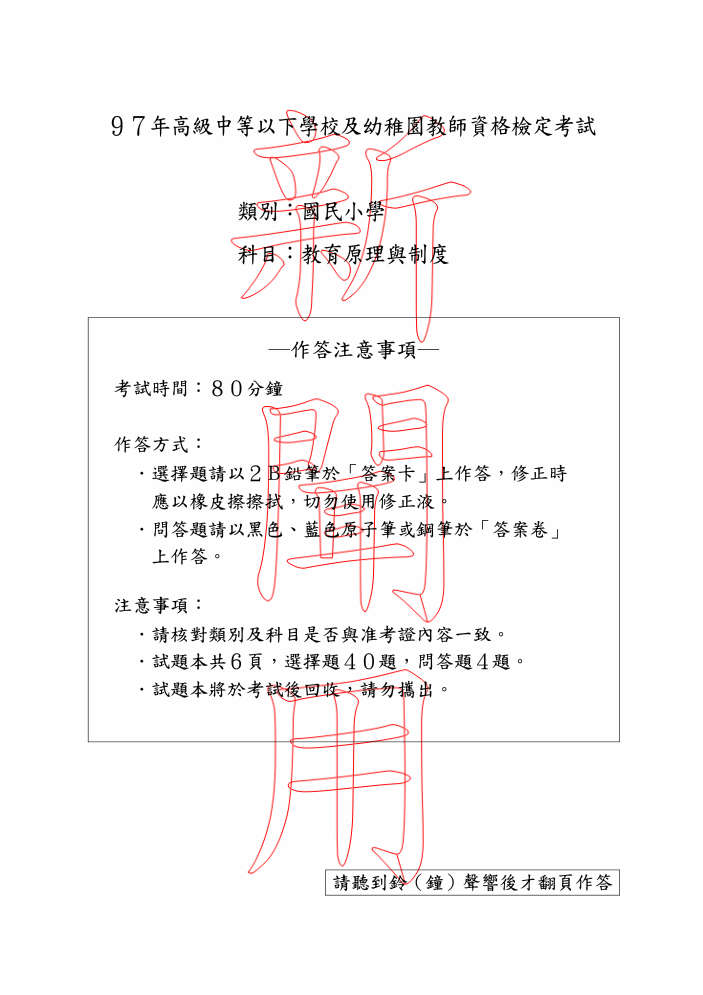 ９７年高級中等以下學校及幼稚園教師資格檢定考試
類別：國民小學
科目：教育原理與制度
—作答注意事項—
考試時間：８０分鐘
作答方式：
．選擇題請以２Ｂ鉛筆於「答案卡」上作答，修正時
應以橡皮擦擦拭，切勿使用修正液。
．問答題請以黑色、藍色原子筆或鋼筆於「答案卷」
上作答。
注意事項：
．請核對類別及科目是否與准考證內容一致。
．試題本共６頁，選擇題４０題，問答題４題。
．試題本將於考試後回收，請勿攜出。
請聽到鈴（鐘）聲響後才翻頁作答
新聞用